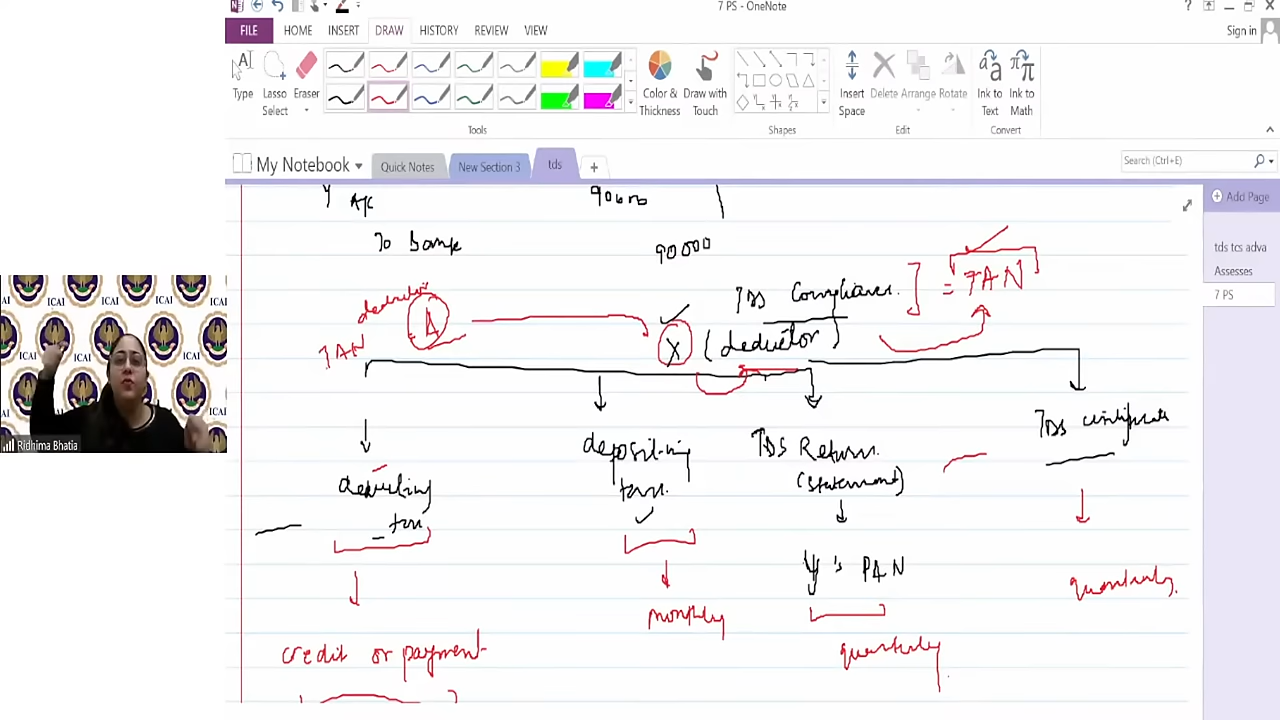 7 PS - OneNote
Sign in
FILE HOME INSERT DRAW HISTORY REVIEW VIEW
Type
Lasso Select
Eraser
Color & Thickness
Draw with Touch
Insert Space
Delete
Arrange
Rotate
Ink to Text
Ink to Math
Tools
Shapes
Edit
Convert
My Notebook
Quick Notes
New Section 3
tds
Search (Ctrl+E)
Add Page
tds tcs adva
Assesses
7 PS
Y A/c
To Bank
90000
TDS Compliance. ] = TAN
deductor
A
TAN
X (deductor)
deducting tax
depositing tax.
TDS Return. (Statement)
TDS Certificate
Y's PAN
credit or payment
monthly
quarterly
quarterly.
ICAI
Ridhima Bhatia